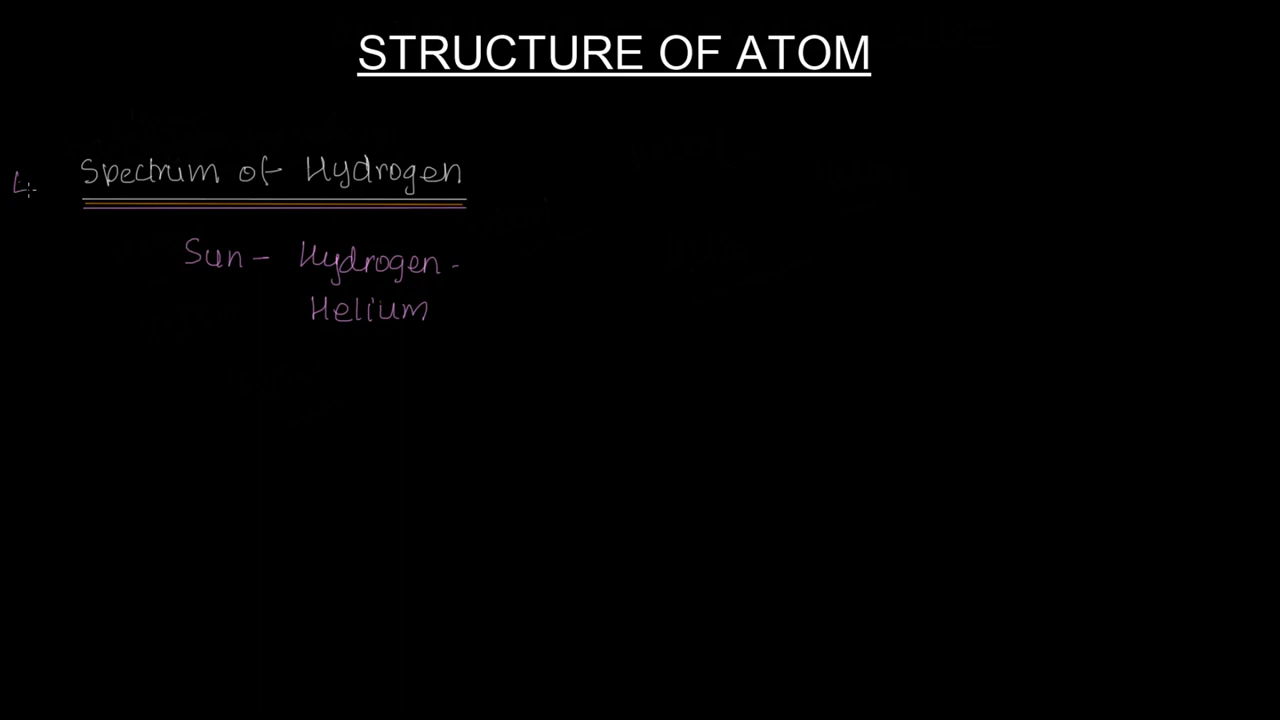 STRUCTURE OF ATOM
Spectrum of Hydrogen
Sun - Hydrogen -
Helium